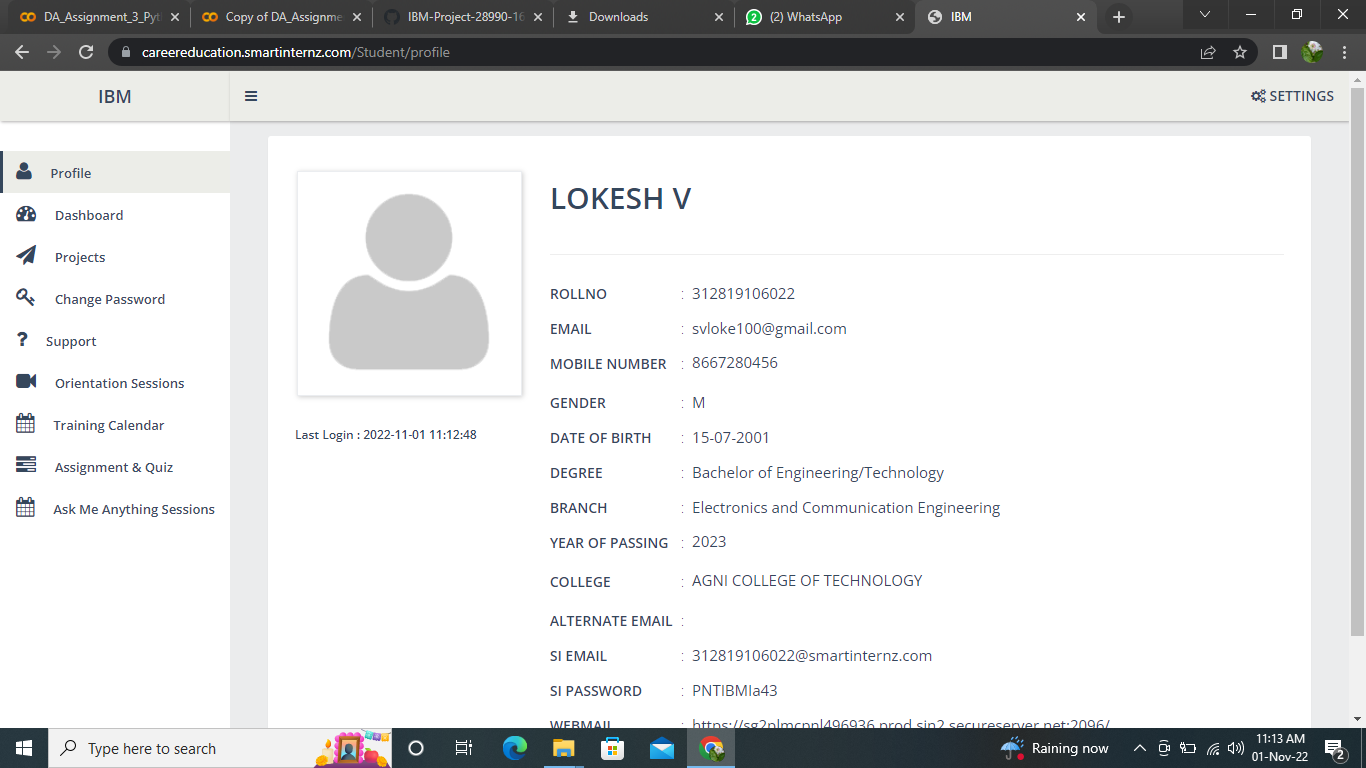 DA_Assignment_3_Pyt
Copy of DA_Assignme
IBM-Project-28990-16
Downloads
(2) WhatsApp
IBM
careereducation.smartinternz.com/Student/profile
IBM
SETTINGS
Profile
Dashboard
Projects
Change Password
Support
Orientation Sessions
Training Calendar
Assignment & Quiz
Ask Me Anything Sessions
LOKESH V
Last Login : 2022-11-01 11:12:48
ROLLNO : 312819106022
EMAIL : svloke100@gmail.com
MOBILE NUMBER : 8667280456
GENDER : M
DATE OF BIRTH : 15-07-2001
DEGREE : Bachelor of Engineering/Technology
BRANCH : Electronics and Communication Engineering
YEAR OF PASSING : 2023
COLLEGE : AGNI COLLEGE OF TECHNOLOGY
ALTERNATE EMAIL :
SI EMAIL : 312819106022@smartinternz.com
SI PASSWORD : PNTIBMIa43
WEBMAIL : https://sg2plmcpnl496936.prod.sin2.secureserver.net:2096/
Type here to search
Raining now
11:13 AM
01-Nov-22
2